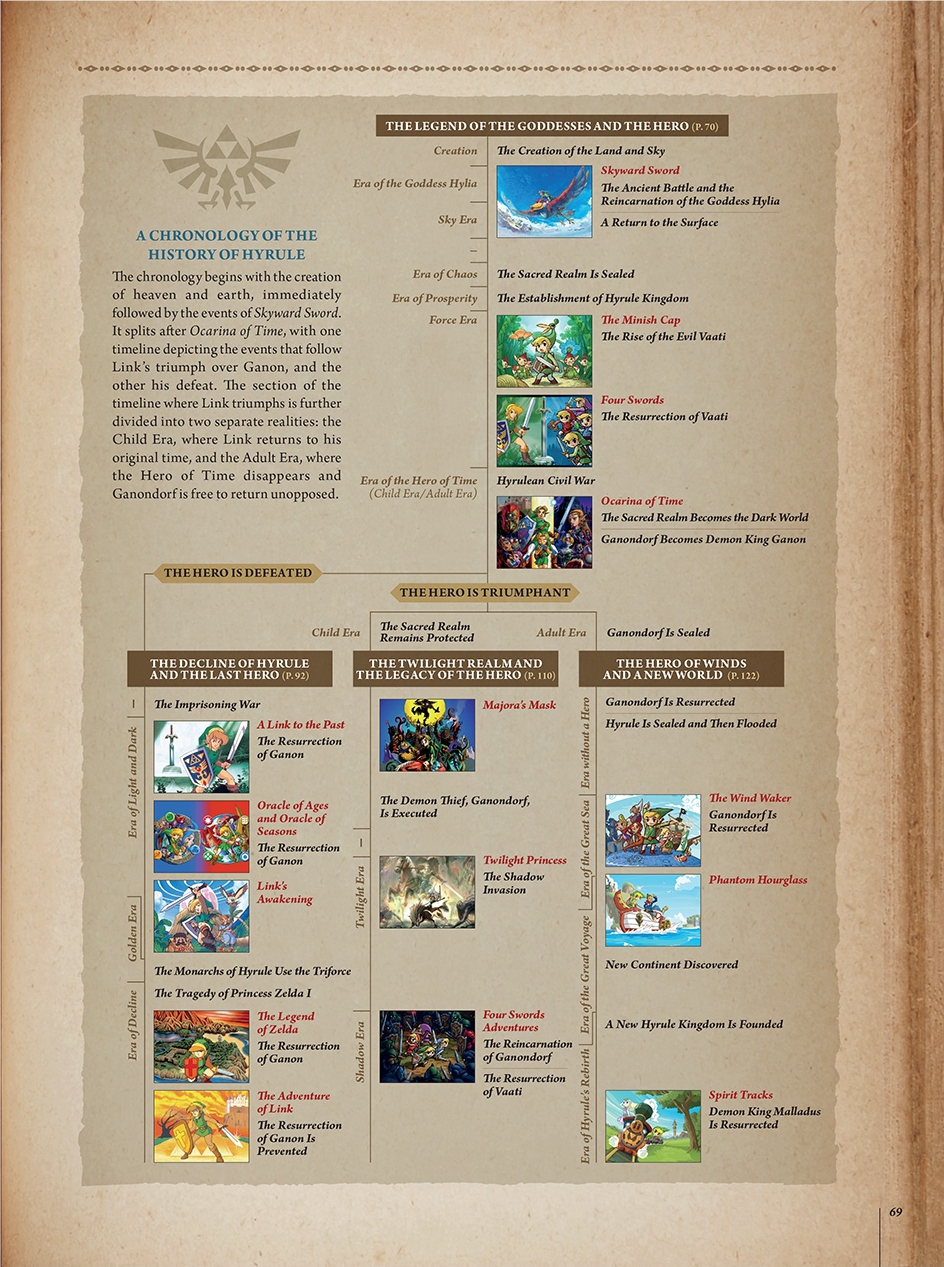 THE LEGEND OF THE GODDESSES AND THE HERO (P. 70)
Creation
The Creation of the Land and Sky
Era of the Goddess Hylia
Skyward Sword
The Ancient Battle and the
Reincarnation of the Goddess Hylia
Sky Era
A Return to the Surface
–
Era of Chaos
The Sacred Realm Is Sealed
Era of Prosperity
The Establishment of Hyrule Kingdom
Force Era
The Minish Cap
The Rise of the Evil Vaati
Four Swords
The Resurrection of Vaati
Era of the Hero of Time
(Child Era/Adult Era)
Hyrulean Civil War
Ocarina of Time
The Sacred Realm Becomes the Dark World
Ganondorf Becomes Demon King Ganon
A CHRONOLOGY OF THE
HISTORY OF HYRULE
The chronology begins with the creation
of heaven and earth, immediately
followed by the events of Skyward Sword.
It splits after Ocarina of Time, with one
timeline depicting the events that follow
Link's triumph over Ganon, and the
other his defeat. The section of the
timeline where Link triumphs is further
divided into two separate realities: the
Child Era, where Link returns to his
original time, and the Adult Era, where
the Hero of Time disappears and
Ganondorf is free to return unopposed.
THE HERO IS DEFEATED
THE HERO IS TRIUMPHANT
Child Era
The Sacred Realm
Remains Protected
Adult Era
Ganondorf Is Sealed
THE DECLINE OF HYRULE
AND THE LAST HERO (P. 92)
–
The Imprisoning War
Era of Light and Dark
A Link to the Past
The Resurrection
of Ganon
Oracle of Ages
and Oracle of
Seasons
The Resurrection
of Ganon
Link's
Awakening
Golden Era
The Monarchs of Hyrule Use the Triforce
The Tragedy of Princess Zelda I
Era of Decline
The Legend
of Zelda
The Resurrection
of Ganon
The Adventure
of Link
The Resurrection
of Ganon Is
Prevented
THE TWILIGHT REALM AND
THE LEGACY OF THE HERO (P. 110)
Majora's Mask
The Demon Thief, Ganondorf,
Is Executed
–
Twilight Era
Twilight Princess
The Shadow
Invasion
Shadow Era
Four Swords
Adventures
The Reincarnation
of Ganondorf
The Resurrection
of Vaati
THE HERO OF WINDS
AND A NEW WORLD (P. 122)
Era without a Hero
Ganondorf Is Resurrected
Hyrule Is Sealed and Then Flooded
Era of the Great Sea
The Wind Waker
Ganondorf Is
Resurrected
Phantom Hourglass
Era of the Great Voyage
New Continent Discovered
A New Hyrule Kingdom Is Founded
Era of Hyrule's Rebirth
Spirit Tracks
Demon King Malladus
Is Resurrected
69